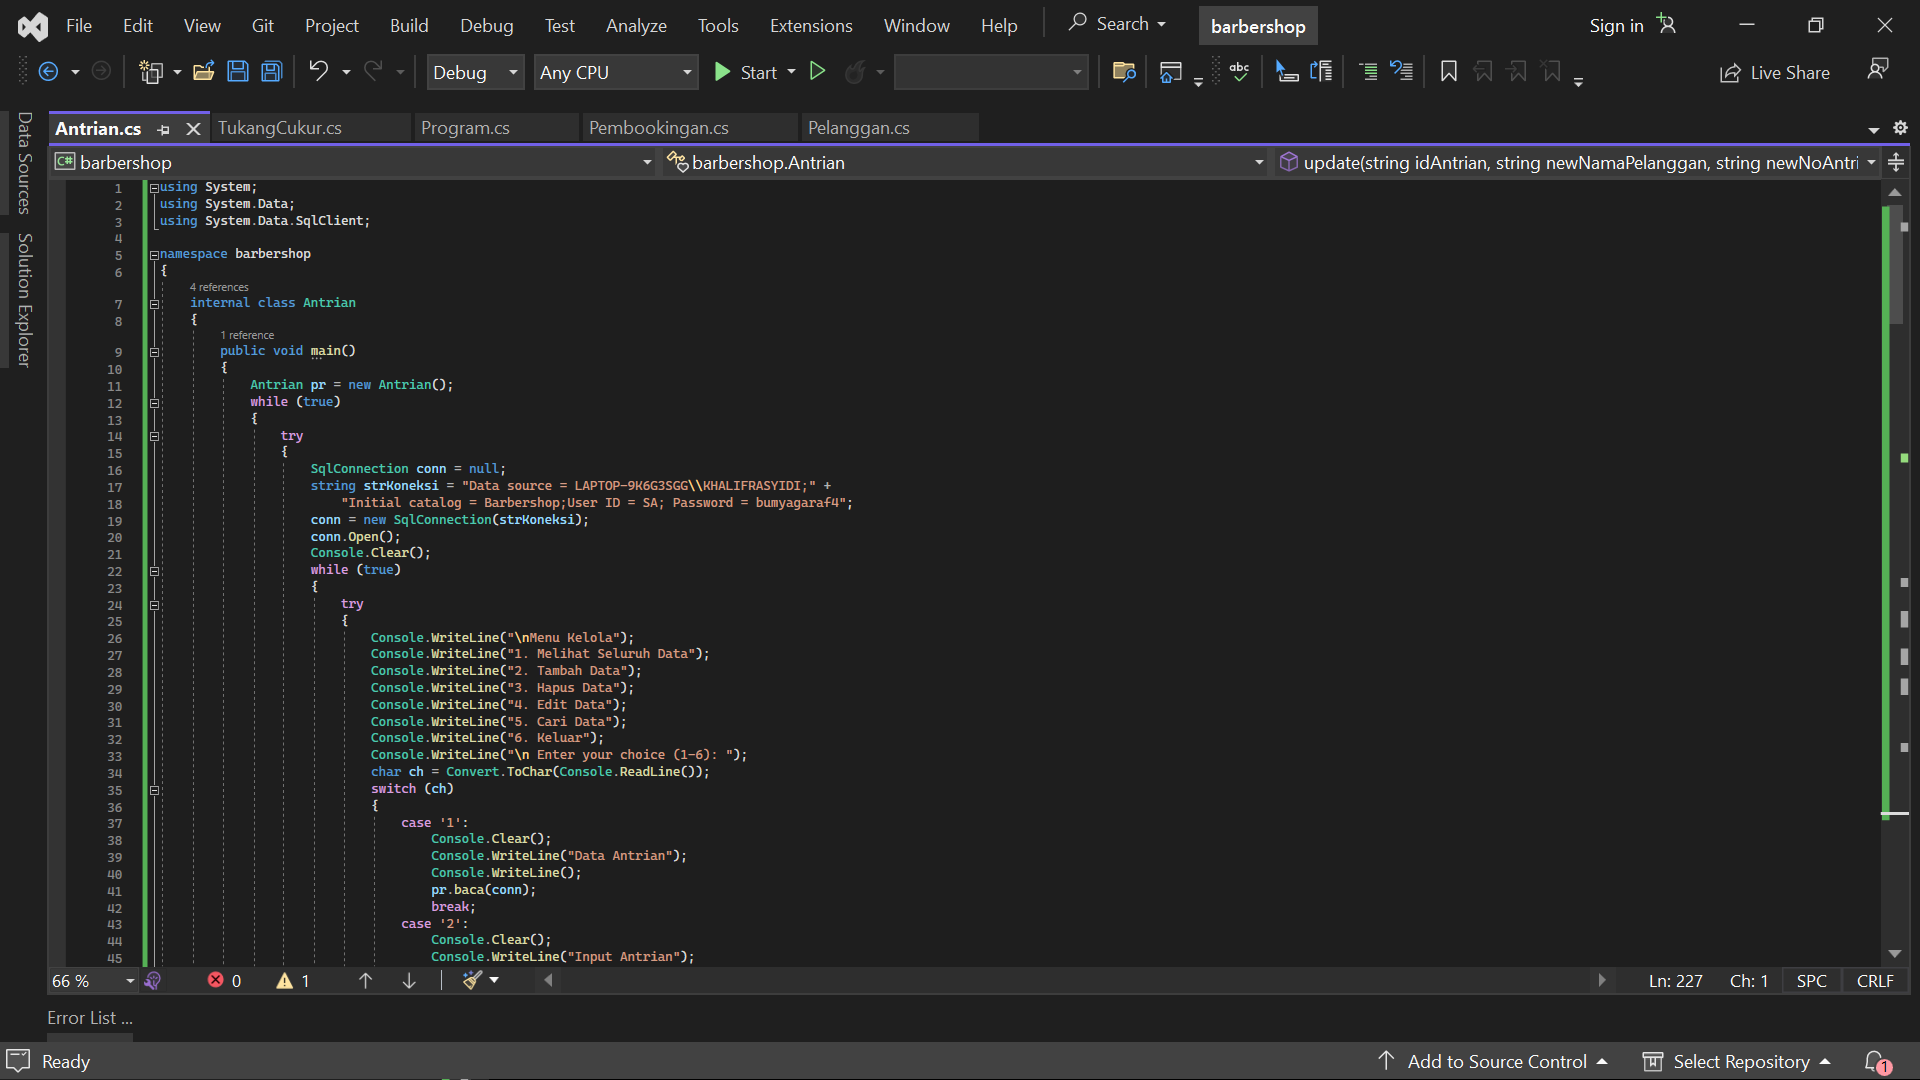 File Edit View Git Project Build Debug Test Analyze Tools Extensions Window Help Search barbershop Sign in
Debug Any CPU Start abc Live Share
Data Sources
Solution Explorer
Antrian.cs TukangCukur.cs Program.cs Pembookingan.cs Pelanggan.cs
C# barbershop barbershop.Antrian update(string idAntrian, string newNamaPelanggan, string newNoAntri
1 using System;
2 using System.Data;
3 using System.Data.SqlClient;
4
5 namespace barbershop
6 {
4 references
7 internal class Antrian
8 {
1 reference
9 public void main()
10 {
11 Antrian pr = new Antrian();
12 while (true)
13 {
14 try
15 {
16 SqlConnection conn = null;
17 string strKoneksi = "Data source = LAPTOP-9K6G3SGG\\KHALIFRASYIDI;" +
18 "Initial catalog = Barbershop;User ID = SA; Password = bumyagaraf4";
19 conn = new SqlConnection(strKoneksi);
20 conn.Open();
21 Console.Clear();
22 while (true)
23 {
24 try
25 {
26 Console.WriteLine("\nMenu Kelola");
27 Console.WriteLine("1. Melihat Seluruh Data");
28 Console.WriteLine("2. Tambah Data");
29 Console.WriteLine("3. Hapus Data");
30 Console.WriteLine("4. Edit Data");
31 Console.WriteLine("5. Cari Data");
32 Console.WriteLine("6. Keluar");
33 Console.WriteLine("\n Enter your choice (1-6): ");
34 char ch = Convert.ToChar(Console.ReadLine());
35 switch (ch)
36 {
37 case '1':
38 Console.Clear();
39 Console.WriteLine("Data Antrian");
40 Console.WriteLine();
41 pr.baca(conn);
42 break;
43 case '2':
44 Console.Clear();
45 Console.WriteLine("Input Antrian");
66 % 0 1 Ln: 227 Ch: 1 SPC CRLF
Error List ...
Ready Add to Source Control Select Repository 1